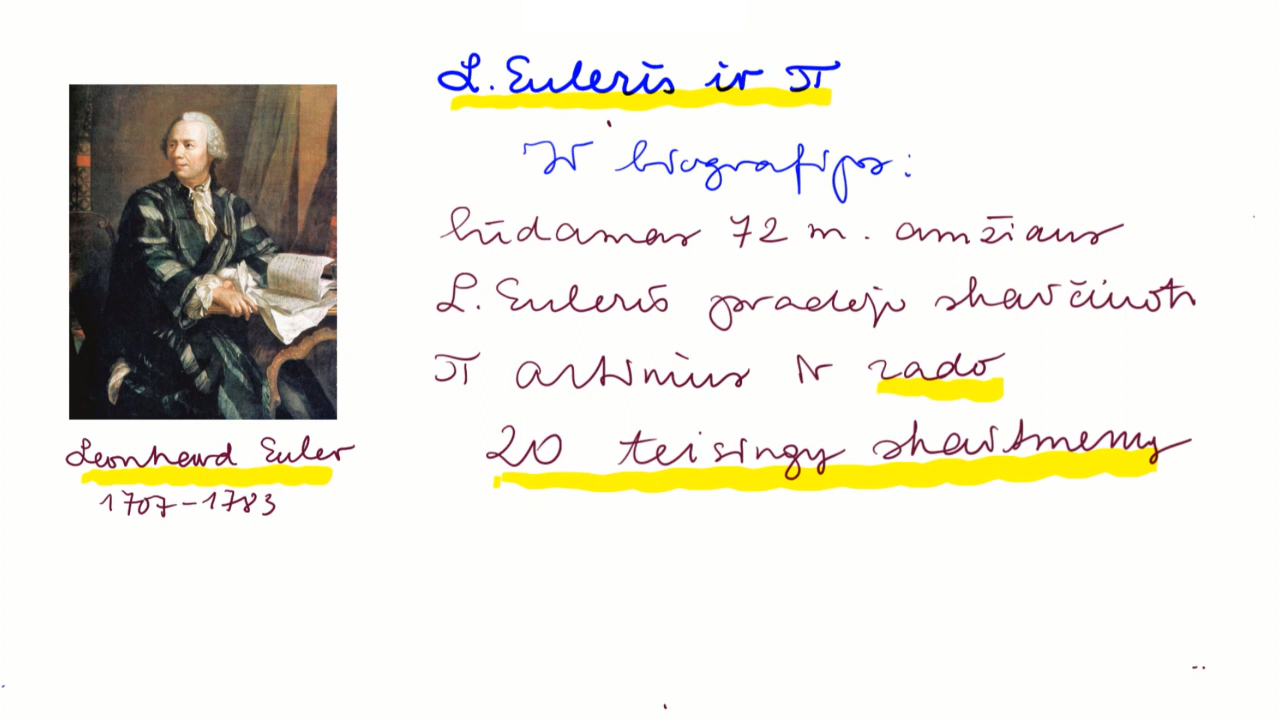 L. Euleris ir π
Iš biografijos:
būdamas 72 m. amžiaus
L. Euleris pradėjo skaičiuoti
π artinius ir rado
20 teisingų skaitmenų
Leonhard Euler
1707-1783